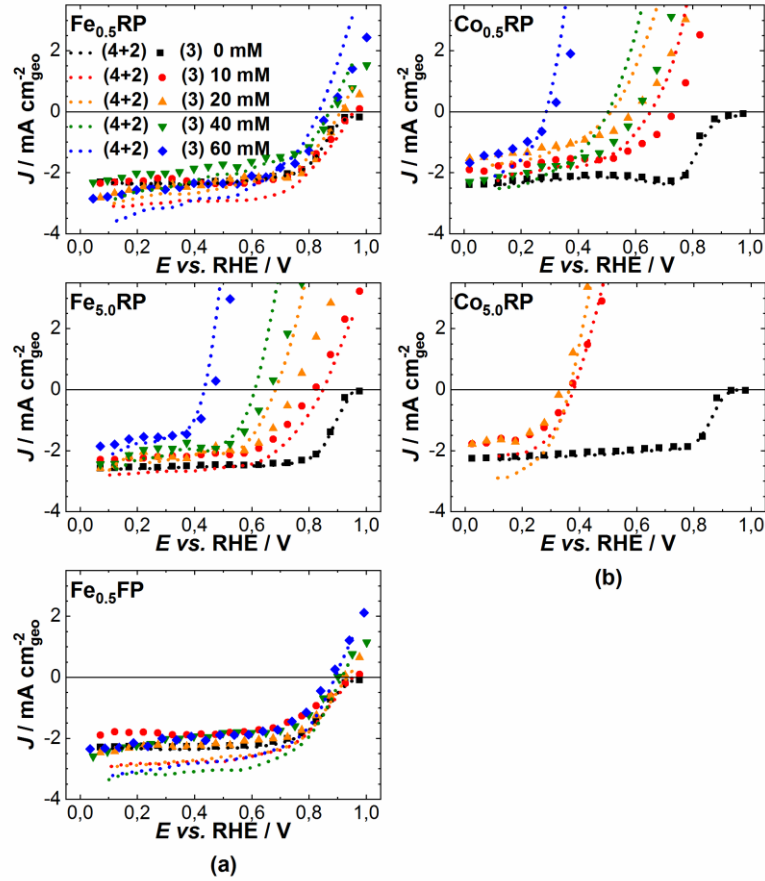 Fe0.5RP
(4+2) (3) 0 mM
(4+2) (3) 10 mM
(4+2) (3) 20 mM
(4+2) (3) 40 mM
(4+2) (3) 60 mM
J / mA cm-2geo
2
0
-2
-4
0,0 0,2 0,4 0,6 0,8 1,0
E vs. RHE / V
Co0.5RP
J / mA cm-2geo
2
0
-2
-4
0,0 0,2 0,4 0,6 0,8 1,0
E vs. RHE / V
Fe5.0RP
J / mA cm-2geo
2
0
-2
-4
0,0 0,2 0,4 0,6 0,8 1,0
E vs. RHE / V
Co5.0RP
J / mA cm-2geo
2
0
-2
-4
0,0 0,2 0,4 0,6 0,8 1,0
E vs. RHE / V
(b)
Fe0.5FP
J / mA cm-2geo
2
0
-2
-4
0,0 0,2 0,4 0,6 0,8 1,0
E vs. RHE / V
(a)